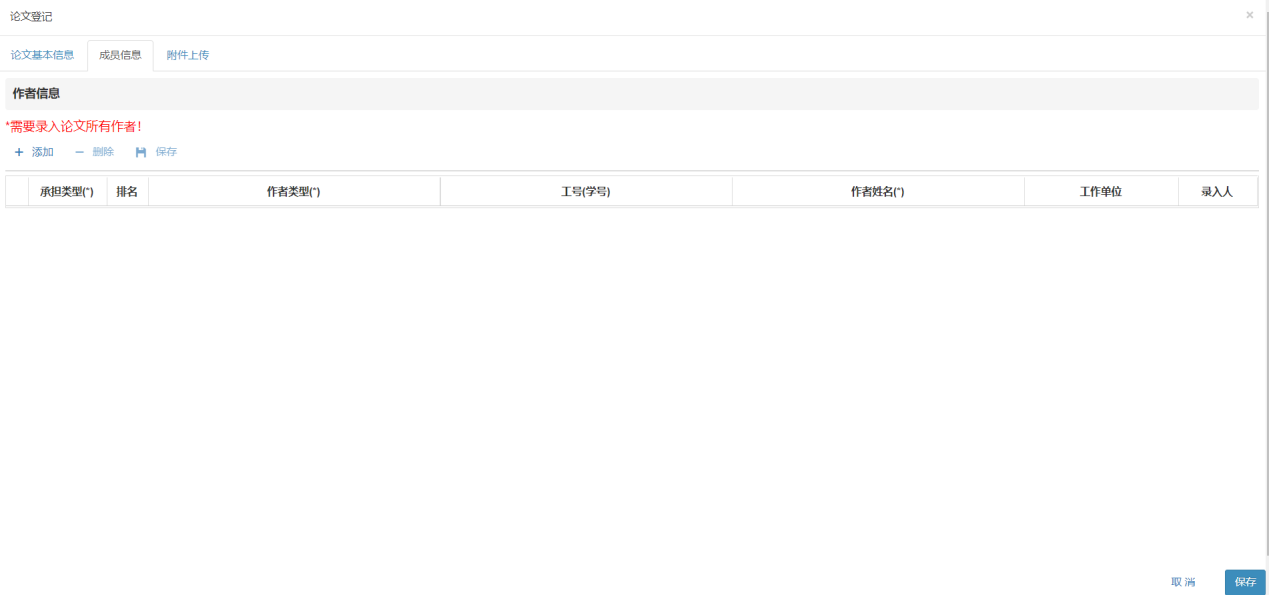 论文登记 ×
论文基本信息 成员信息 附件上传
作者信息
*需要录入论文所有作者!
+ 添加 − 删除 保存
承担类型(*) 排名 作者类型(*) 工号(学号) 作者姓名(*) 工作单位 录入人
取消 保存